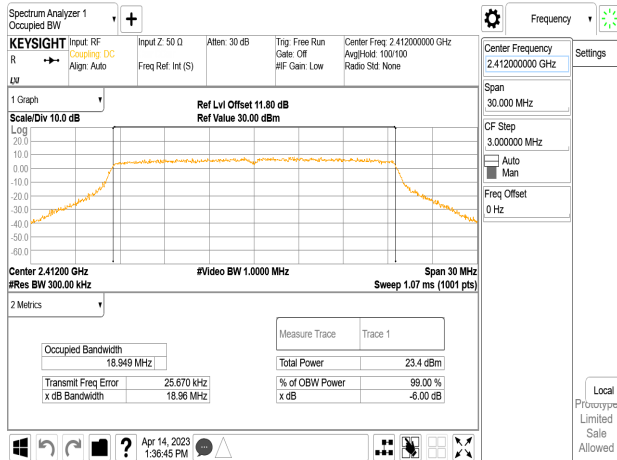 Spectrum Analyzer 1
Occupied BW
Frequency
KEYSIGHT
R
LXI
Input: RF
Coupling: DC
Align: Auto
Input Z: 50 Ω
Freq Ref: Int (S)
Atten: 30 dB
Trig: Free Run
Gate: Off
#IF Gain: Low
Center Freq: 2.412000000 GHz
Avg|Hold: 100/100
Radio Std: None
Center Frequency
2.412000000 GHz
Settings
Span
30.000 MHz
CF Step
3.000000 MHz
Auto
Man
Freq Offset
0 Hz
1 Graph
Scale/Div 10.0 dB
Ref Lvl Offset 11.80 dB
Ref Value 30.00 dBm
Log
20.0
10.0
0.00
-10.0
-20.0
-30.0
-40.0
-50.0
-60.0
Center 2.41200 GHz
#Video BW 1.0000 MHz
Span 30 MHz
#Res BW 300.00 kHz
Sweep 1.07 ms (1001 pts)
2 Metrics
Measure Trace Trace 1
Occupied Bandwidth
18.949 MHz
Total Power 23.4 dBm
Transmit Freq Error 25.670 kHz
% of OBW Power 99.00 %
x dB Bandwidth 18.96 MHz
x dB -6.00 dB
Local
Prototype
Limited
Sale
Allowed
?
Apr 14, 2023
1:36:45 PM